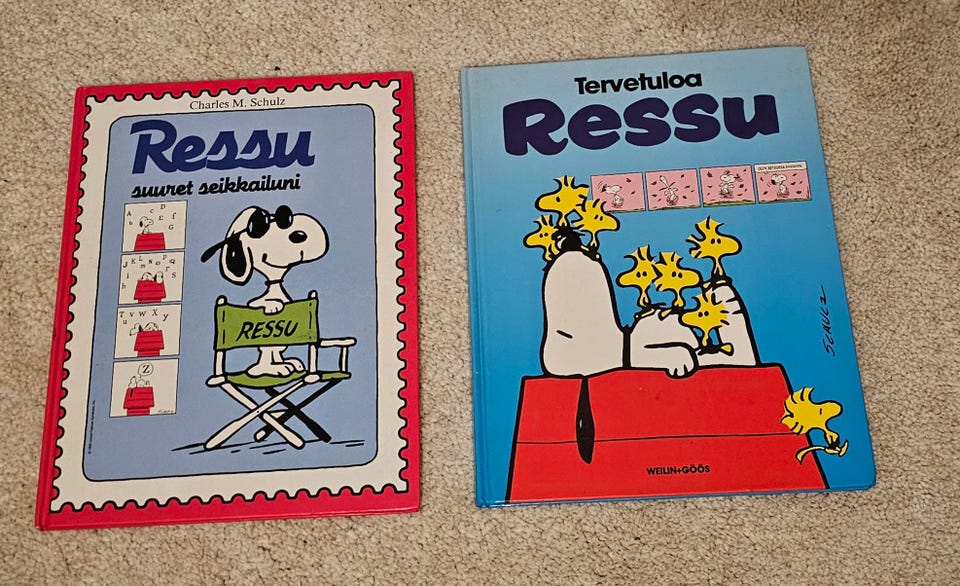 Charles M. Schulz
Ressu
suuret seikkailuni
A c D f
b E G
J K L M N O P Q
I h R S
T V W X y
u
Z
RESSU
Tervetuloa
Ressu
SCHULZ
WEILIN+GÖÖS